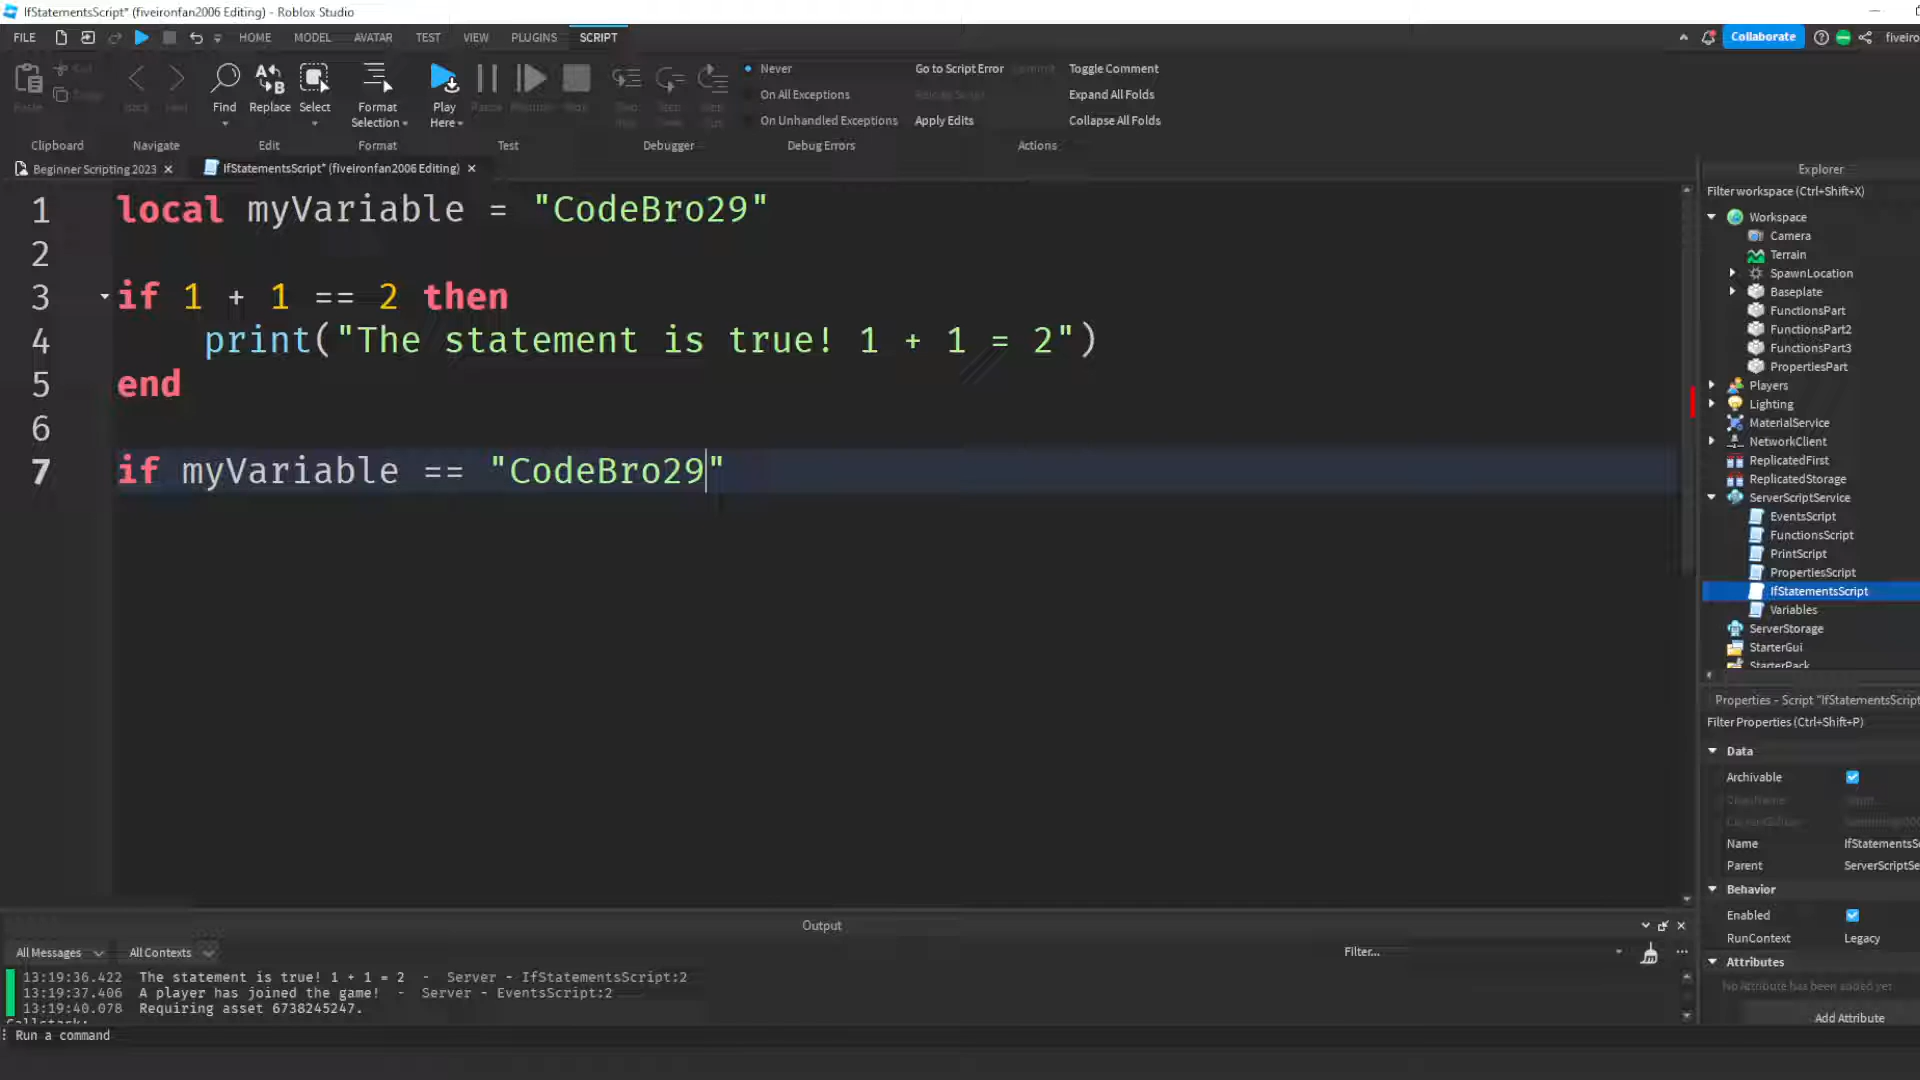 IfStatementsScript* (fiveironfan2006 Editing) - Roblox Studio
FILE HOME MODEL AVATAR TEST VIEW PLUGINS SCRIPT Collaborate fiveiro
Find Replace Select Format Selection Play Here
Never Go to Script Error Toggle Comment
On All Exceptions Expand All Folds
On Unhandled Exceptions Apply Edits Collapse All Folds
Clipboard Navigate Edit Format Test Debugger Debug Errors Actions
Beginner Scripting 2023 IfStatementsScript* (fiveironfan2006 Editing)
1 local myVariable = "CodeBro29"
2
3 if 1 + 1 == 2 then
4 print("The statement is true! 1 + 1 = 2")
5 end
6
7 if myVariable == "CodeBro29"
Explorer
Filter workspace (Ctrl+Shift+X)
Workspace
Camera
Terrain
SpawnLocation
Baseplate
FunctionsPart
FunctionsPart2
FunctionsPart3
PropertiesPart
Players
Lighting
MaterialService
NetworkClient
ReplicatedFirst
ReplicatedStorage
ServerScriptService
EventsScript
FunctionsScript
PrintScript
PropertiesScript
IfStatementsScript
Variables
ServerStorage
StarterGui
StarterPack
Properties - Script "IfStatementsScript
Filter Properties (Ctrl+Shift+P)
Data
Archivable
Name IfStatementsSc
Parent ServerScriptSe
Behavior
Enabled
RunContext Legacy
Attributes
No Attribute has been added yet
Add Attribute
Output
All Messages All Contexts Filter...
13:19:36.422 The statement is true! 1 + 1 = 2 - Server - IfStatementsScript:2
13:19:37.406 A player has joined the game! - Server - EventsScript:2
13:19:40.078 Requiring asset 6738245247.
Run a command